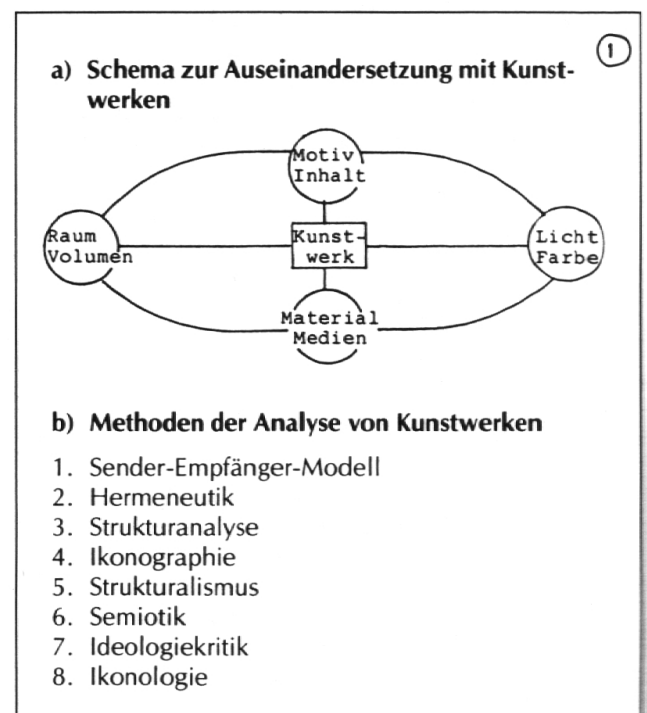 1
a) Schema zur Auseinandersetzung mit Kunst-
werken
Motiv
Inhalt
Raum
Volumen
Kunst-
werk
Licht
Farbe
Material
Medien
b) Methoden der Analyse von Kunstwerken
1. Sender-Empfänger-Modell
2. Hermeneutik
3. Strukturanalyse
4. Ikonographie
5. Strukturalismus
6. Semiotik
7. Ideologiekritik
8. Ikonologie